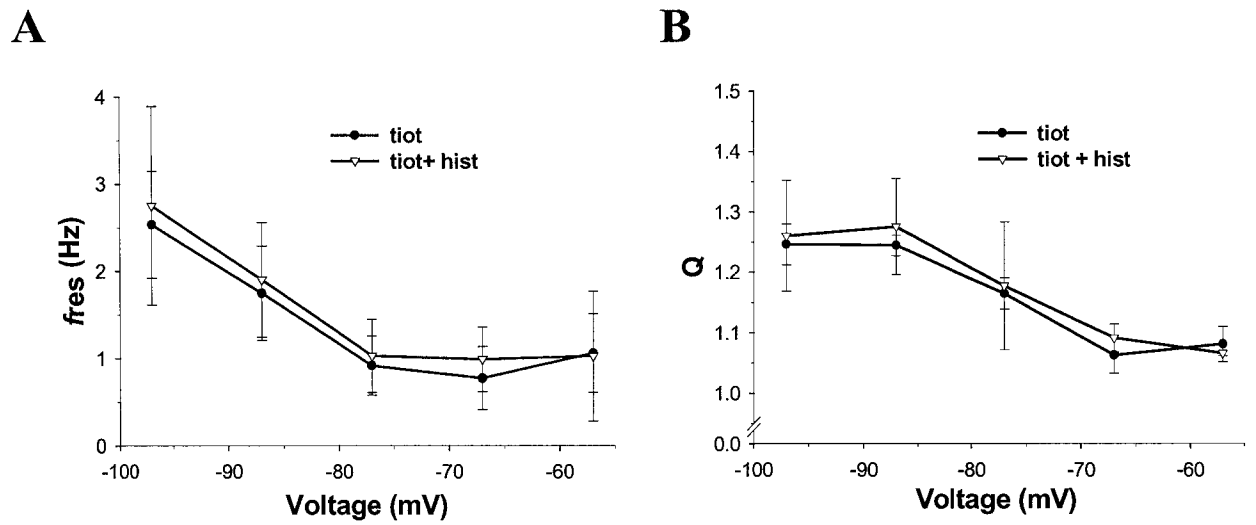 A
B
4
3
2
1
0
fres (Hz)
tiot
tiot+ hist
-100
-90
-80
-70
-60
Voltage (mV)
1.5
1.4
1.3
1.2
1.1
1.0
0.0
Q
tiot
tiot + hist
-100
-90
-80
-70
-60
Voltage (mV)